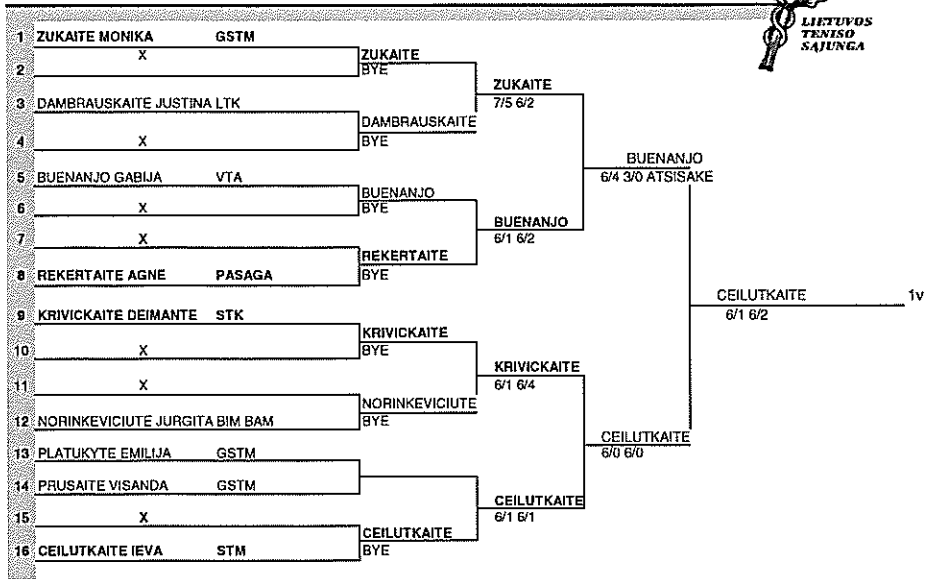 LIETUVOS
TENISO
SĄJUNGA
1 ZUKAITE MONIKA GSTM
X
ZUKAITE
2
BYE
ZUKAITE
7/5 6/2
3 DAMBRAUSKAITE JUSTINA LTK
DAMBRAUSKAITE
4 X
BYE
BUENANJO
6/4 3/0 ATSISAKE
5 BUENANJO GABIJA VTA
BUENANJO
6 X
BYE
BUENANJO
6/1 6/2
7 X
REKERTAITE
8 REKERTAITE AGNE PASAGA
BYE
CEILUTKAITE 1v
6/1 6/2
9 KRIVICKAITE DEIMANTE STK
KRIVICKAITE
10 X
BYE
KRIVICKAITE
6/1 6/4
11 X
NORINKEVICIUTE
12 NORINKEVICIUTE JURGITA BIM BAM
BYE
CEILUTKAITE
6/0 6/0
13 PLATUKYTE EMILIJA GSTM
14 PRUSAITE VISANDA GSTM
CEILUTKAITE
6/1 6/1
15 X
CEILUTKAITE
16 CEILUTKAITE IEVA STM
BYE